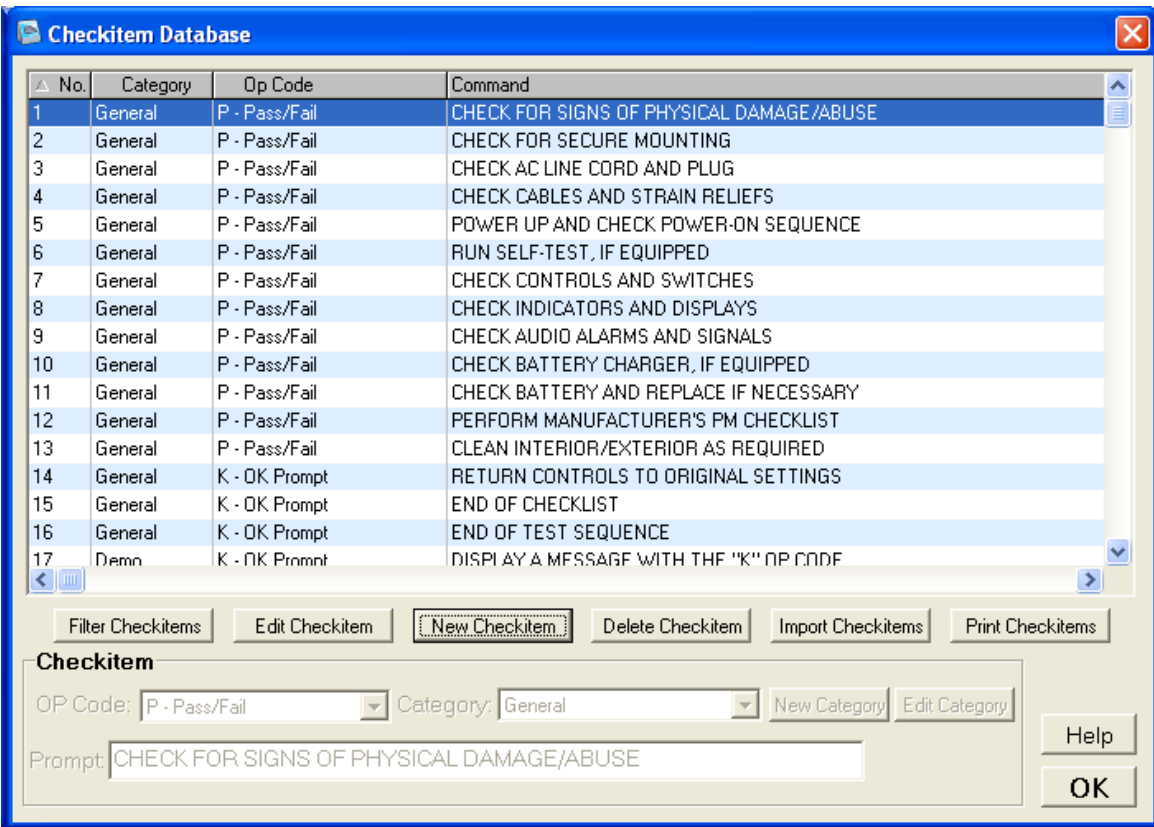 Checkitem Database
No. Category Op Code Command
1 General P - Pass/Fail CHECK FOR SIGNS OF PHYSICAL DAMAGE/ABUSE
2 General P - Pass/Fail CHECK FOR SECURE MOUNTING
3 General P - Pass/Fail CHECK AC LINE CORD AND PLUG
4 General P - Pass/Fail CHECK CABLES AND STRAIN RELIEFS
5 General P - Pass/Fail POWER UP AND CHECK POWER-ON SEQUENCE
6 General P - Pass/Fail RUN SELF-TEST, IF EQUIPPED
7 General P - Pass/Fail CHECK CONTROLS AND SWITCHES
8 General P - Pass/Fail CHECK INDICATORS AND DISPLAYS
9 General P - Pass/Fail CHECK AUDIO ALARMS AND SIGNALS
10 General P - Pass/Fail CHECK BATTERY CHARGER, IF EQUIPPED
11 General P - Pass/Fail CHECK BATTERY AND REPLACE IF NECESSARY
12 General P - Pass/Fail PERFORM MANUFACTURER'S PM CHECKLIST
13 General P - Pass/Fail CLEAN INTERIOR/EXTERIOR AS REQUIRED
14 General K - OK Prompt RETURN CONTROLS TO ORIGINAL SETTINGS
15 General K - OK Prompt END OF CHECKLIST
16 General K - OK Prompt END OF TEST SEQUENCE
17 Demo K - OK Prompt DISPLAY A MESSAGE WITH THE "K" OP CODE
Filter Checkitems Edit Checkitem New Checkitem Delete Checkitem Import Checkitems Print Checkitems
Checkitem
OP Code: P - Pass/Fail Category: General New Category Edit Category
Prompt: CHECK FOR SIGNS OF PHYSICAL DAMAGE/ABUSE
Help
OK